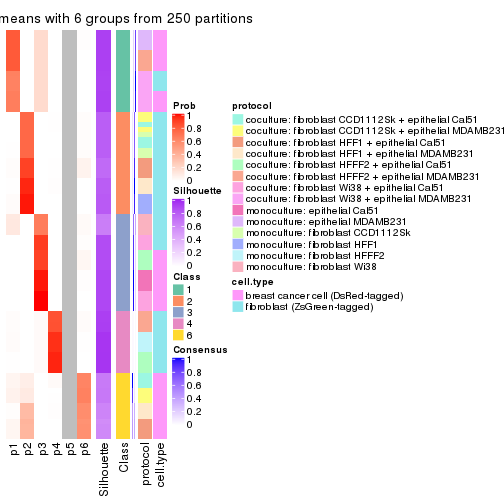 means with 6 groups from 250 partitions
Prob
1
0.8
0.6
0.4
0.2
0
Silhouette
1
0.8
0.6
0.4
0.2
0
Class
1
2
3
4
6
Consensus
1
0.8
0.6
0.4
0.2
0
protocol
coculture: fibroblast CCD1112Sk + epithelial Cal51
coculture: fibroblast CCD1112Sk + epithelial MDAMB231
coculture: fibroblast HFF1 + epithelial Cal51
coculture: fibroblast HFF1 + epithelial MDAMB231
coculture: fibroblast HFFF2 + epithelial Cal51
coculture: fibroblast HFFF2 + epithelial MDAMB231
coculture: fibroblast Wi38 + epithelial Cal51
coculture: fibroblast Wi38 + epithelial MDAMB231
monoculture: epithelial Cal51
monoculture: epithelial MDAMB231
monoculture: fibroblast CCD1112Sk
monoculture: fibroblast HFF1
monoculture: fibroblast HFFF2
monoculture: fibroblast Wi38
cell.type
breast cancer cell (DsRed-tagged)
fibroblast (ZsGreen-tagged)
p1
p2
p3
p4
p5
p6
Silhouette
Class
protocol
cell.type